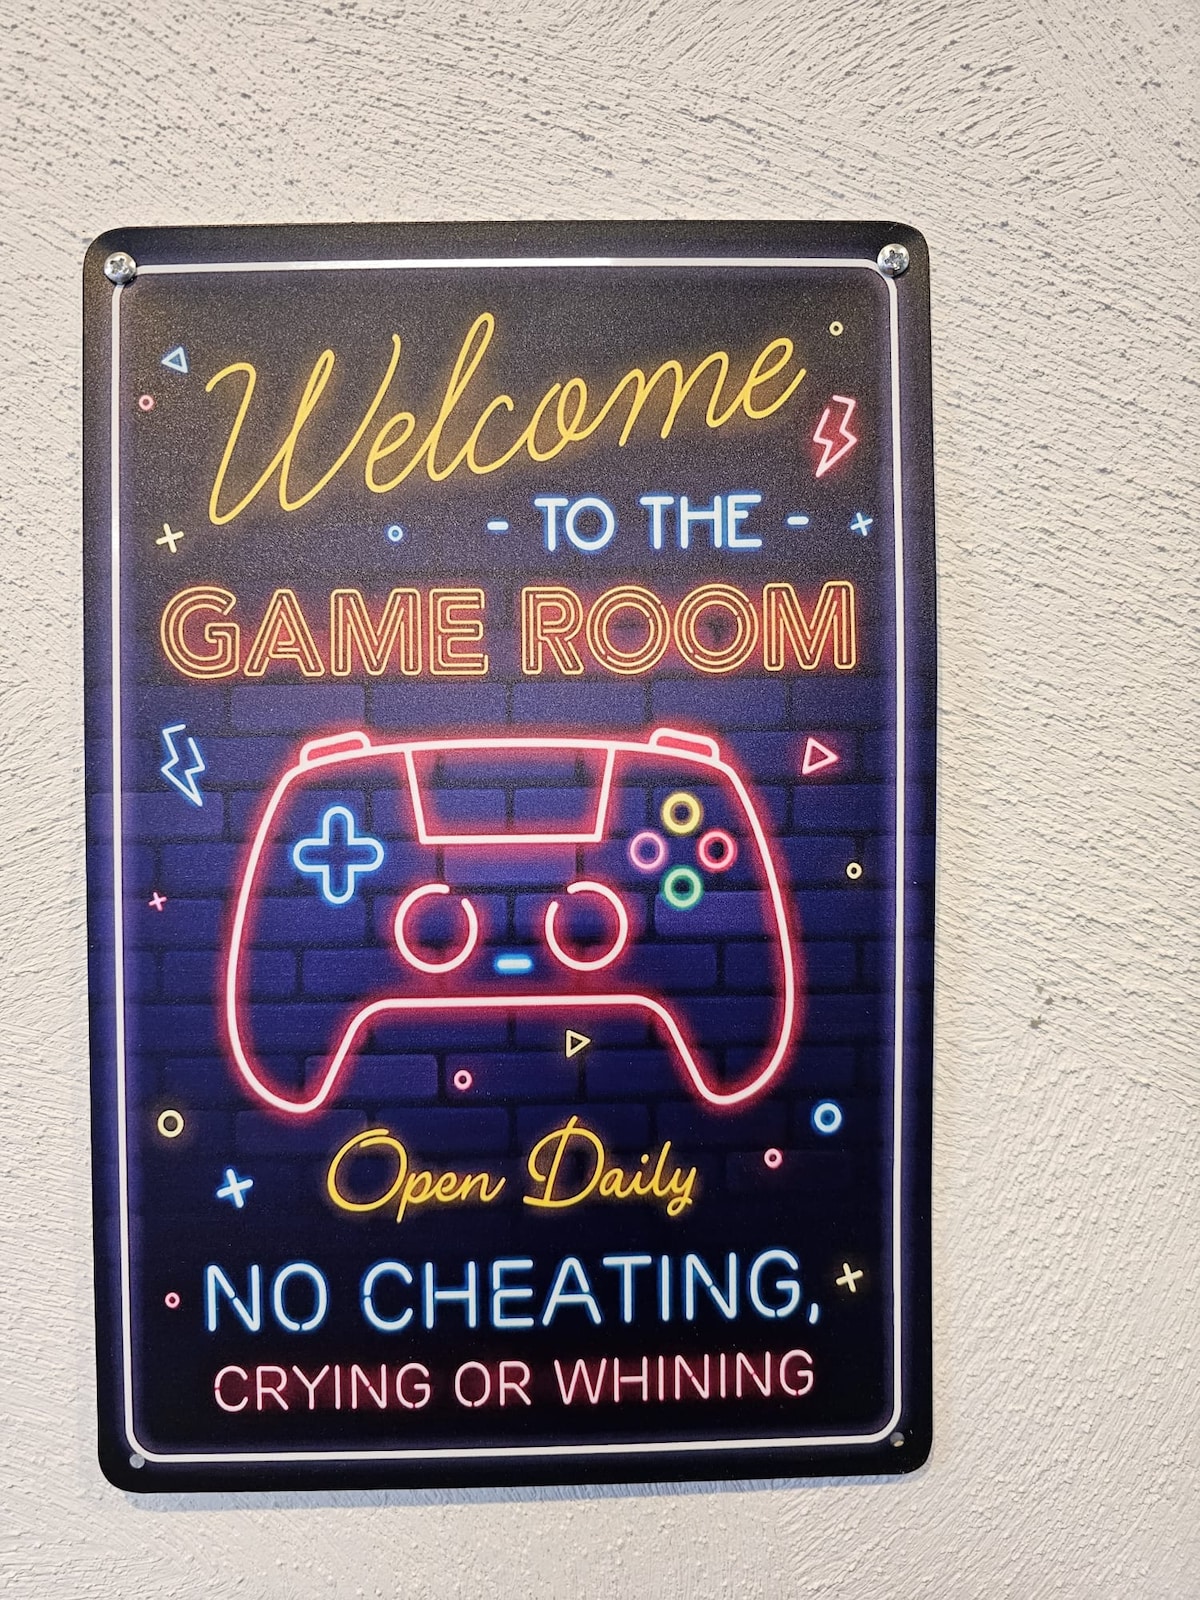 Welcome
- TO THE -
GAME ROOM
Open Daily
NO CHEATING,
CRYING OR WHINING